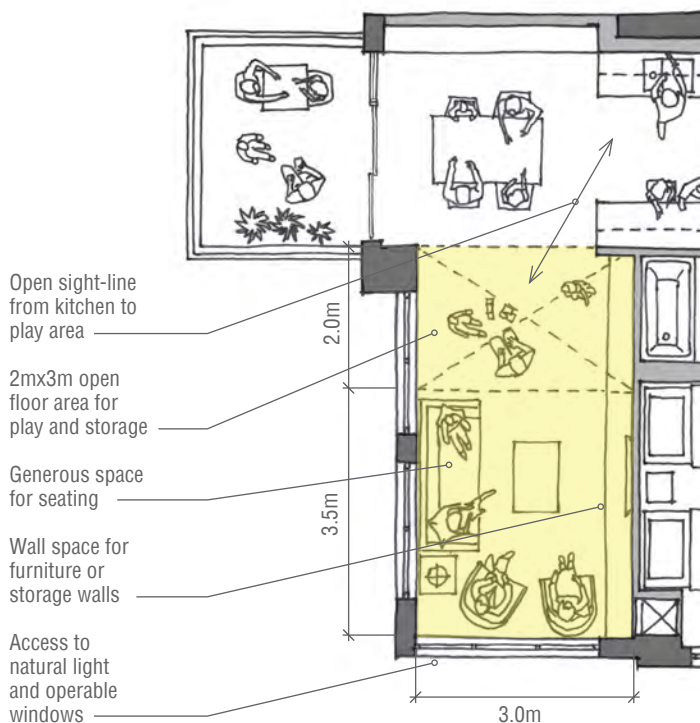 Open sight-line
from kitchen to
play area
2mx3m open
floor area for
play and storage
Generous space
for seating
Wall space for
furniture or
storage walls
Access to
natural light
and operable
windows
2.0m
3.5m
3.0m